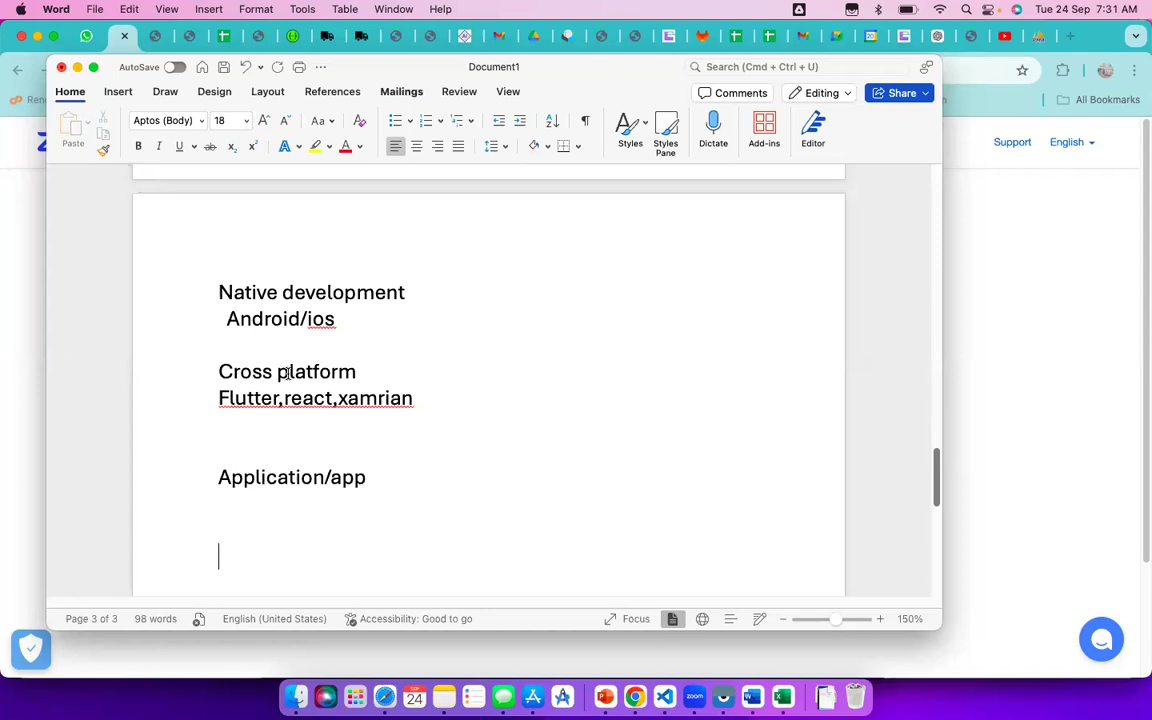 Word File Edit View Insert Format Tools Table Window Help Tue 24 Sep 7:31 AM
All Bookmarks
AutoSave Document1 Search (Cmd + Ctrl + U)
Home Insert Draw Design Layout References Mailings Review View Comments Editing Share
Paste Aptos (Body) 18 Aa Styles Styles Pane Dictate Add-ins Editor
Support English
Native development
Android/ios
Cross platform
Flutter,react,xamrian
Application/app
Page 3 of 3 98 words English (United States) Accessibility: Good to go Focus 150%
24